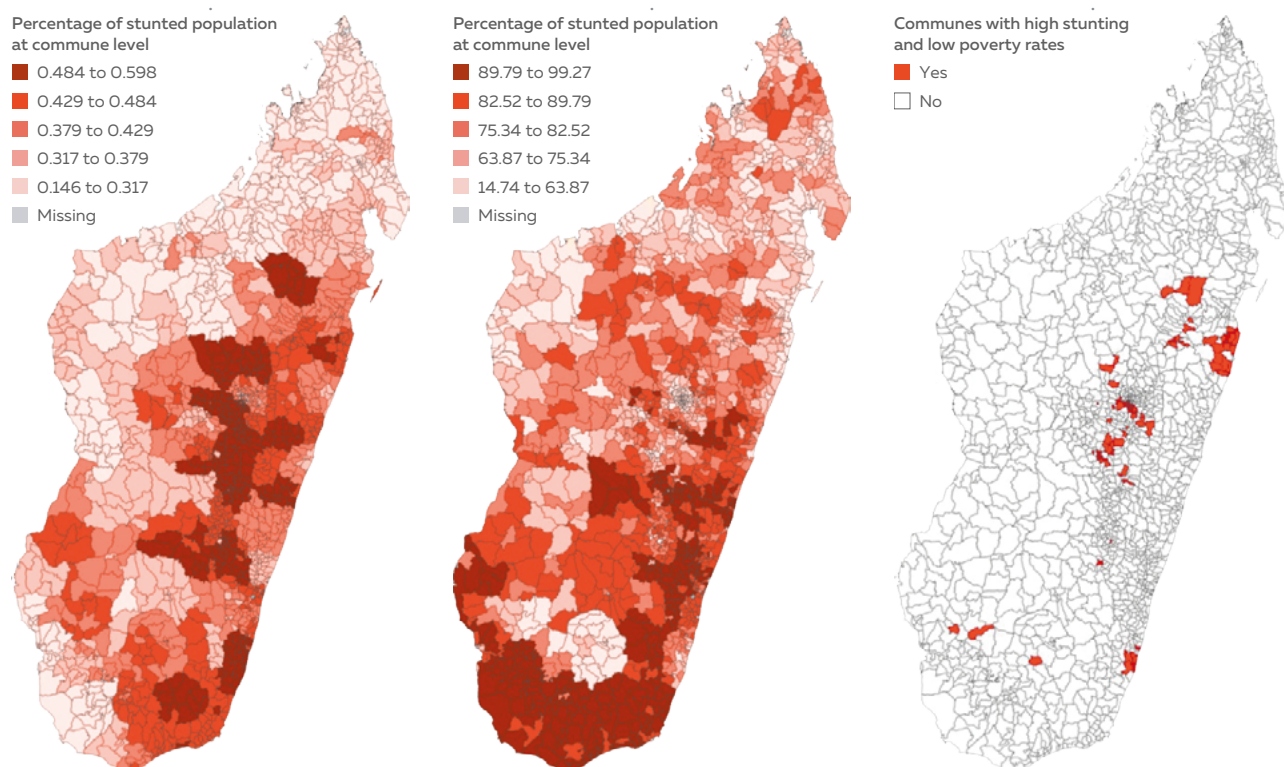 Percentage of stunted population
at commune level
0.484 to 0.598
0.429 to 0.484
0.379 to 0.429
0.317 to 0.379
0.146 to 0.317
Missing
Percentage of stunted population
at commune level
89.79 to 99.27
82.52 to 89.79
75.34 to 82.52
63.87 to 75.34
14.74 to 63.87
Missing
Communes with high stunting
and low poverty rates
Yes
No